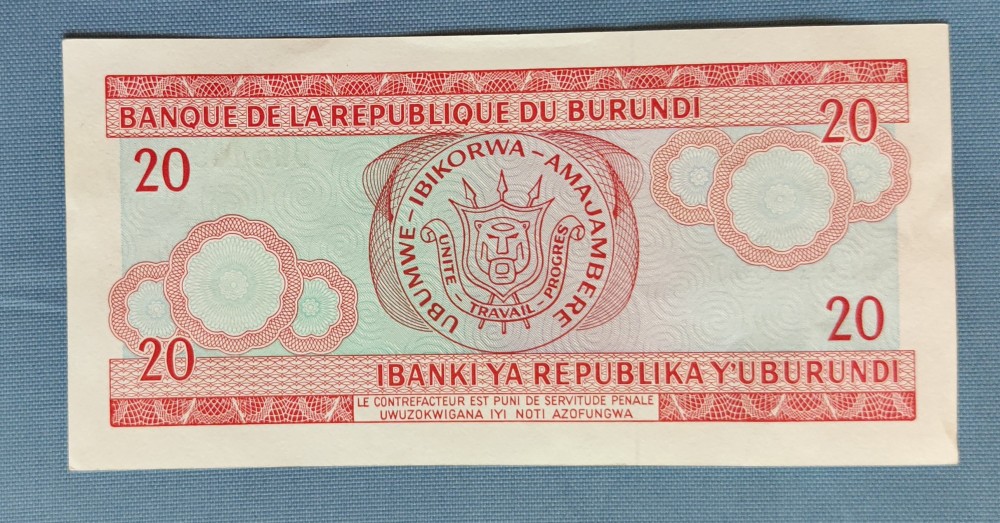 BANQUE DE LA REPUBLIQUE DU BURUNDI
20
20
UBUMWE - IBIKORWA - AMAJAMBERE
UNITE - TRAVAIL - PROGRES
20
20
IBANKI YA REPUBLIKA Y'UBURUNDI
LE CONTREFACTEUR EST PUNI DE SERVITUDE PENALE
UWUZOKWIGANA IYI NOTI AZOFUNGWA